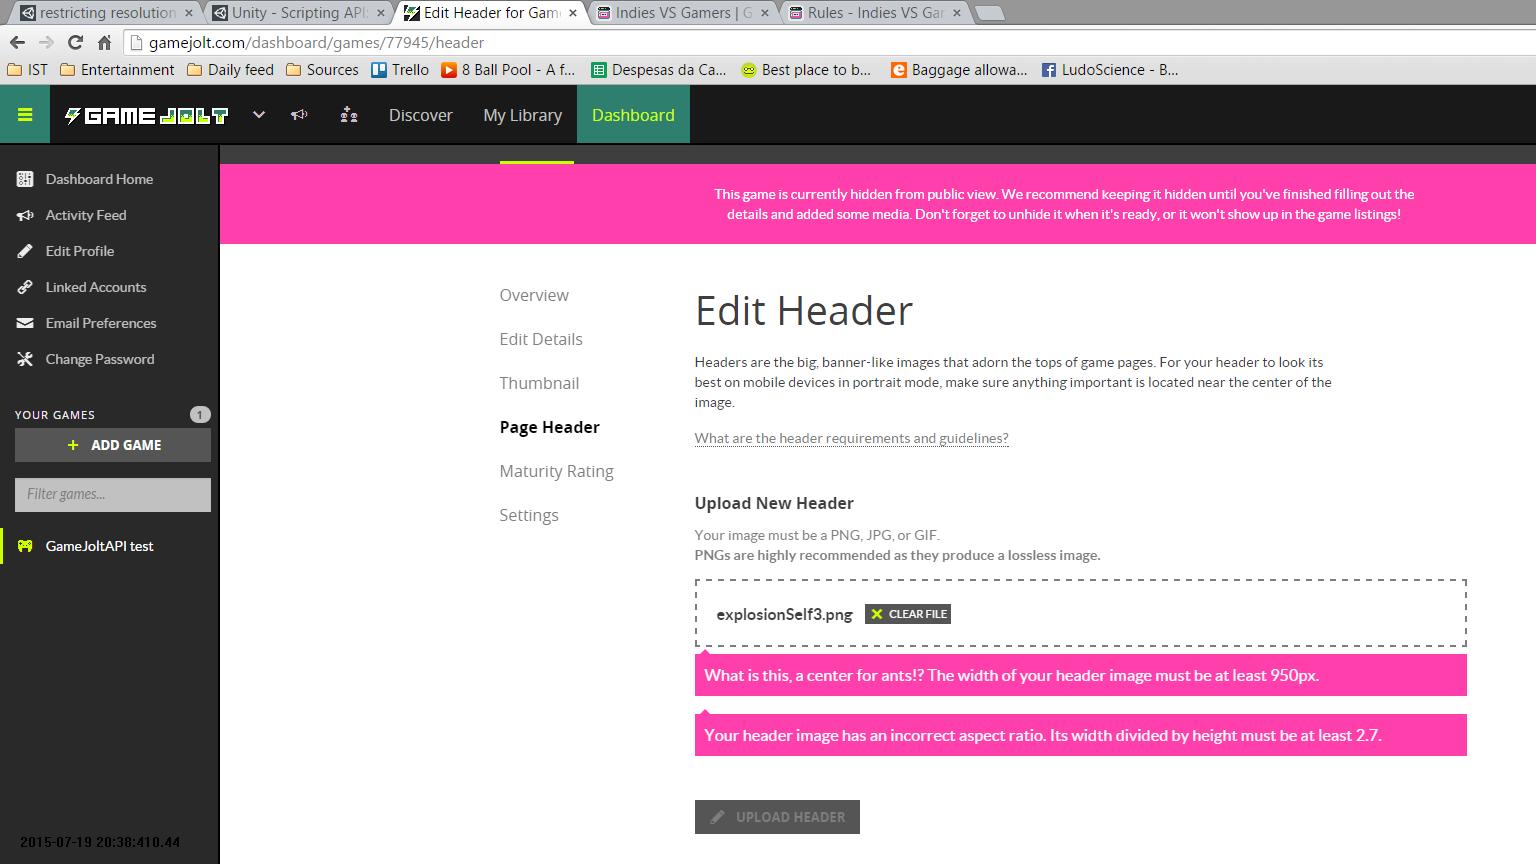 restricting resolution
Unity - Scripting API:
Edit Header for Gam
Indies VS Gamers | G
Rules - Indies VS Gar
gamejolt.com/dashboard/games/77945/header
IST
Entertainment
Daily feed
Sources
Trello
8 Ball Pool - A f...
Despesas da Ca...
Best place to b...
Baggage allowa...
LudoScience - B...
GAME JOLT
Discover
My Library
Dashboard
Dashboard Home
Activity Feed
Edit Profile
Linked Accounts
Email Preferences
Change Password
YOUR GAMES
1
+ ADD GAME
Filter games...
GameJoltAPI test
2015-07-19 20:38:410.44
This game is currently hidden from public view. We recommend keeping it hidden until you've finished filling out the
details and added some media. Don't forget to unhide it when it's ready, or it won't show up in the game listings!
Overview
Edit Details
Thumbnail
Page Header
Maturity Rating
Settings
Edit Header
Headers are the big, banner-like images that adorn the tops of game pages. For your header to look its
best on mobile devices in portrait mode, make sure anything important is located near the center of the
image.
What are the header requirements and guidelines?
Upload New Header
Your image must be a PNG, JPG, or GIF.
PNGs are highly recommended as they produce a lossless image.
explosionSelf3.png
CLEAR FILE
What is this, a center for ants!? The width of your header image must be at least 950px.
Your header image has an incorrect aspect ratio. Its width divided by height must be at least 2.7.
UPLOAD HEADER